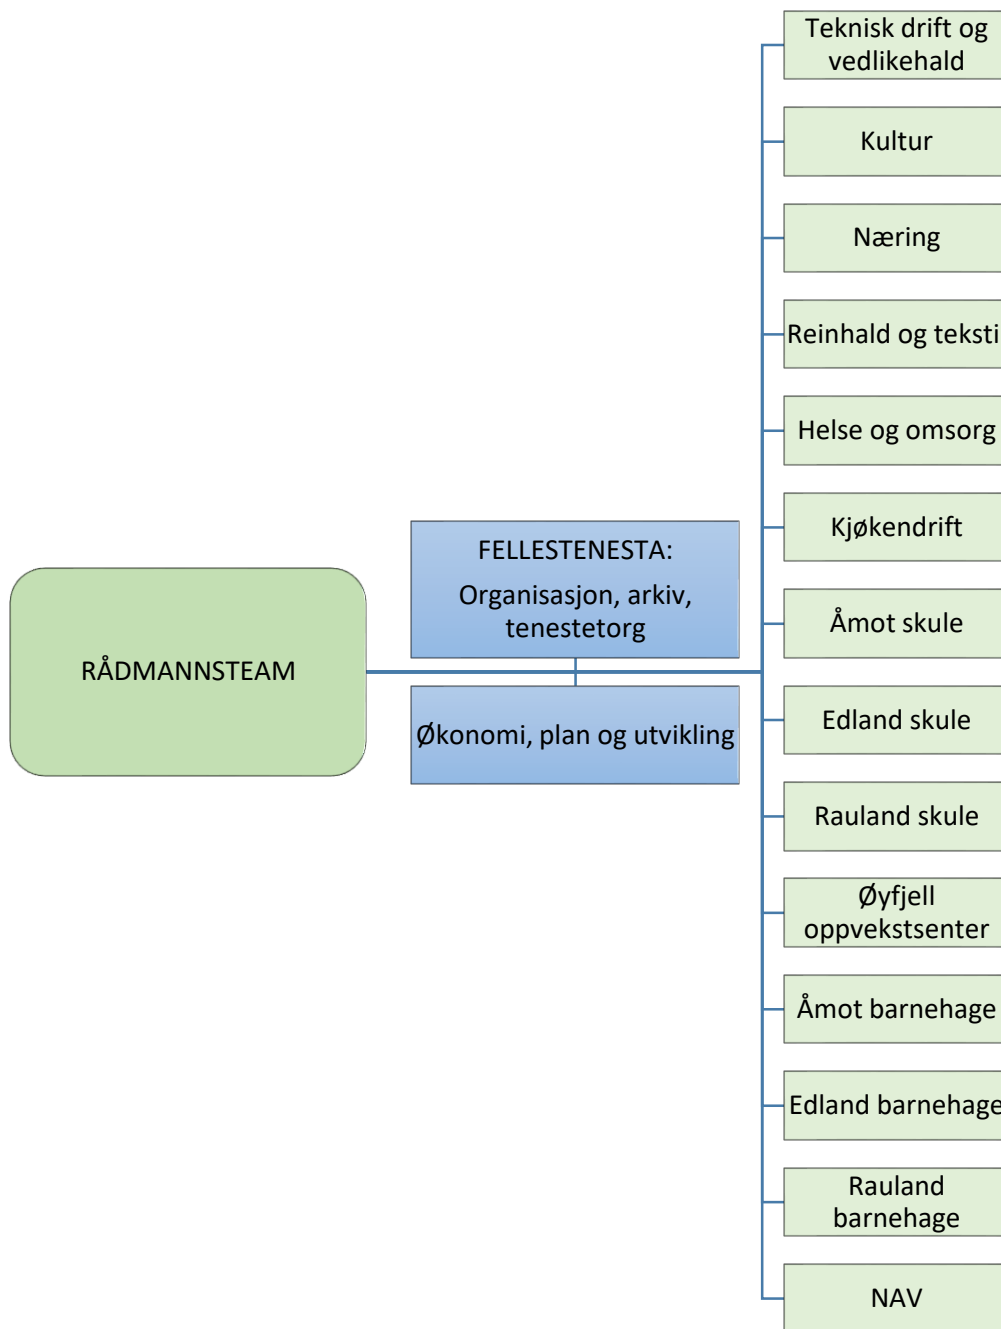 Teknisk drift og
vedlikehald
Kultur
Næring
Reinhald og teksti
Helse og omsorg
Kjøkendrift
Åmot skule
Edland skule
Rauland skule
Øyfjell
oppvekstsenter
Åmot barnehage
Edland barnehage
Rauland
barnehage
NAV
FELLESTENESTA:
Organisasjon, arkiv,
tenestetorg
Økonomi, plan og utvikling
RÅDMANNSTEAM